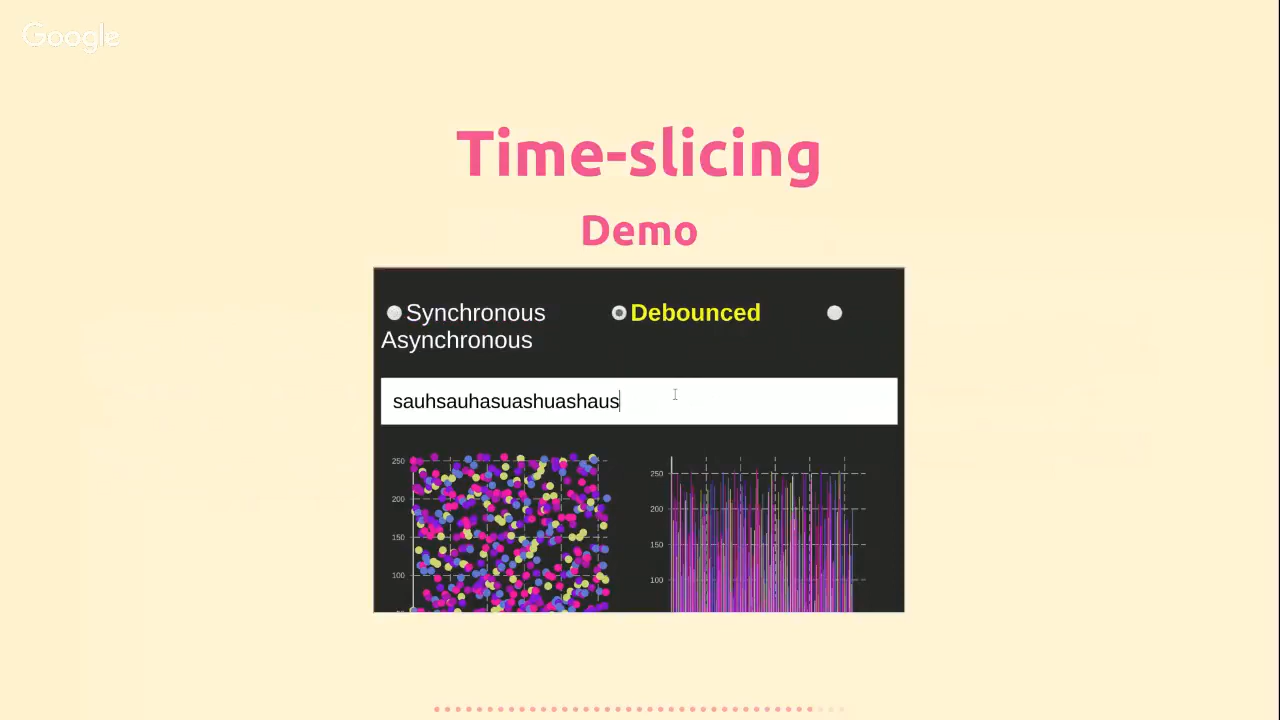 Google
Time-slicing
Demo
Synchronous Debounced
Asynchronous
sauhsauhasuashuashaus
250 250
200 200
150 150
100 100